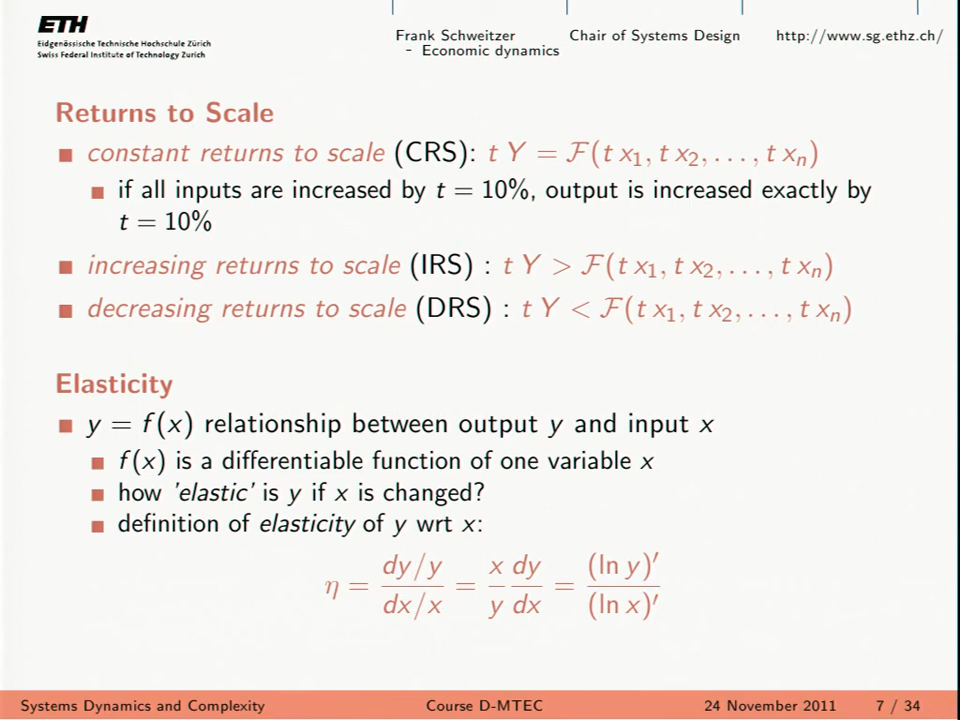 ETH
Eidgenössische Technische Hochschule Zürich
Swiss Federal Institute of Technology Zurich
Frank Schweitzer
- Economic dynamics
Chair of Systems Design
http://www.sg.ethz.ch/
Returns to Scale
constant returns to scale (CRS): t Y = F(t x₁, t x₂, . . . , t xₙ)
if all inputs are increased by t = 10%, output is increased exactly by
t = 10%
increasing returns to scale (IRS) : t Y > F(t x₁, t x₂, . . . , t xₙ)
decreasing returns to scale (DRS) : t Y < F(t x₁, t x₂, . . . , t xₙ)
Elasticity
y = f(x) relationship between output y and input x
f(x) is a differentiable function of one variable x
how 'elastic' is y if x is changed?
definition of elasticity of y wrt x:
η = (dy/y)/(dx/x) = (x/y)(dy/dx) = (ln y)′/(ln x)′
Systems Dynamics and Complexity
Course D-MTEC
24 November 2011
7 / 34